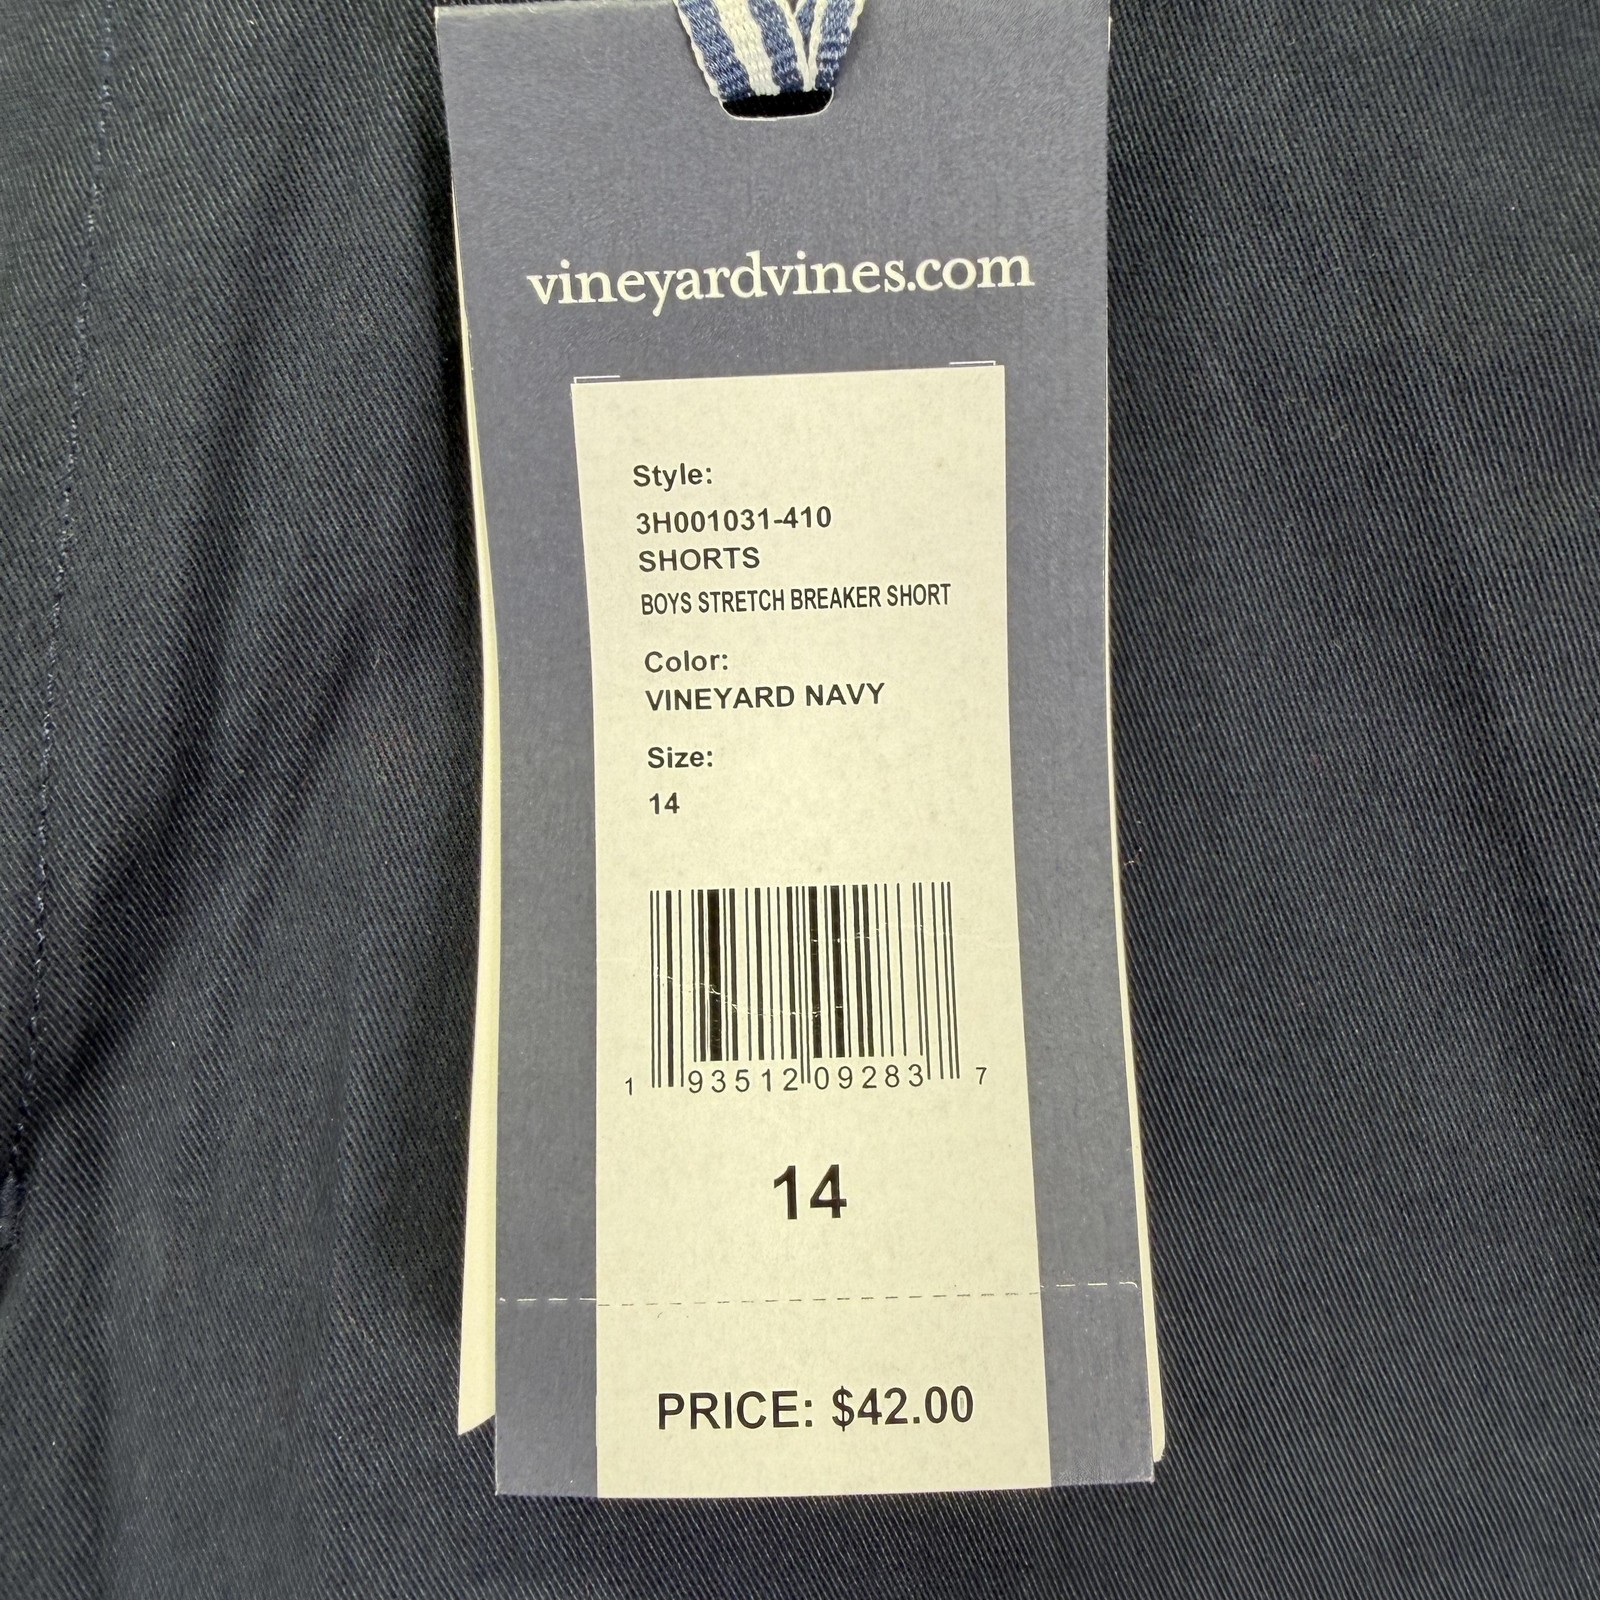 vineyardvines.com
Style:
3H001031-410
SHORTS
BOYS STRETCH BREAKER SHORT
Color:
VINEYARD NAVY
Size:
14
1 93512 09283 7
14
PRICE: $42.00